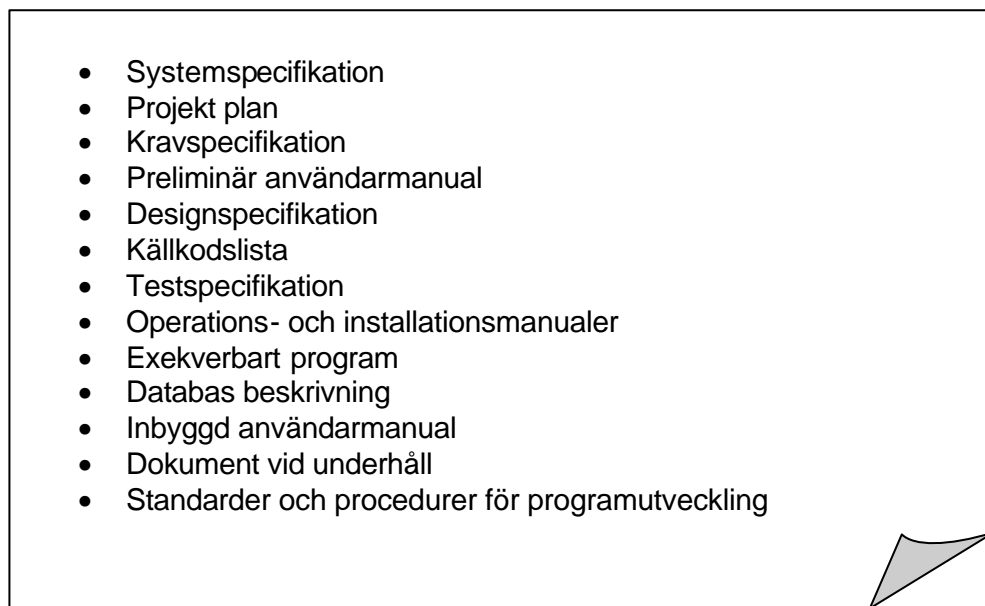 • Systemspecifikation
• Projekt plan
• Kravspecifikation
• Preliminär användarmanual
• Designspecifikation
• Källkodslista
• Testspecifikation
• Operations- och installationsmanualer
• Exekverbart program
• Databas beskrivning
• Inbyggd användarmanual
• Dokument vid underhåll
• Standarder och procedurer för programutveckling